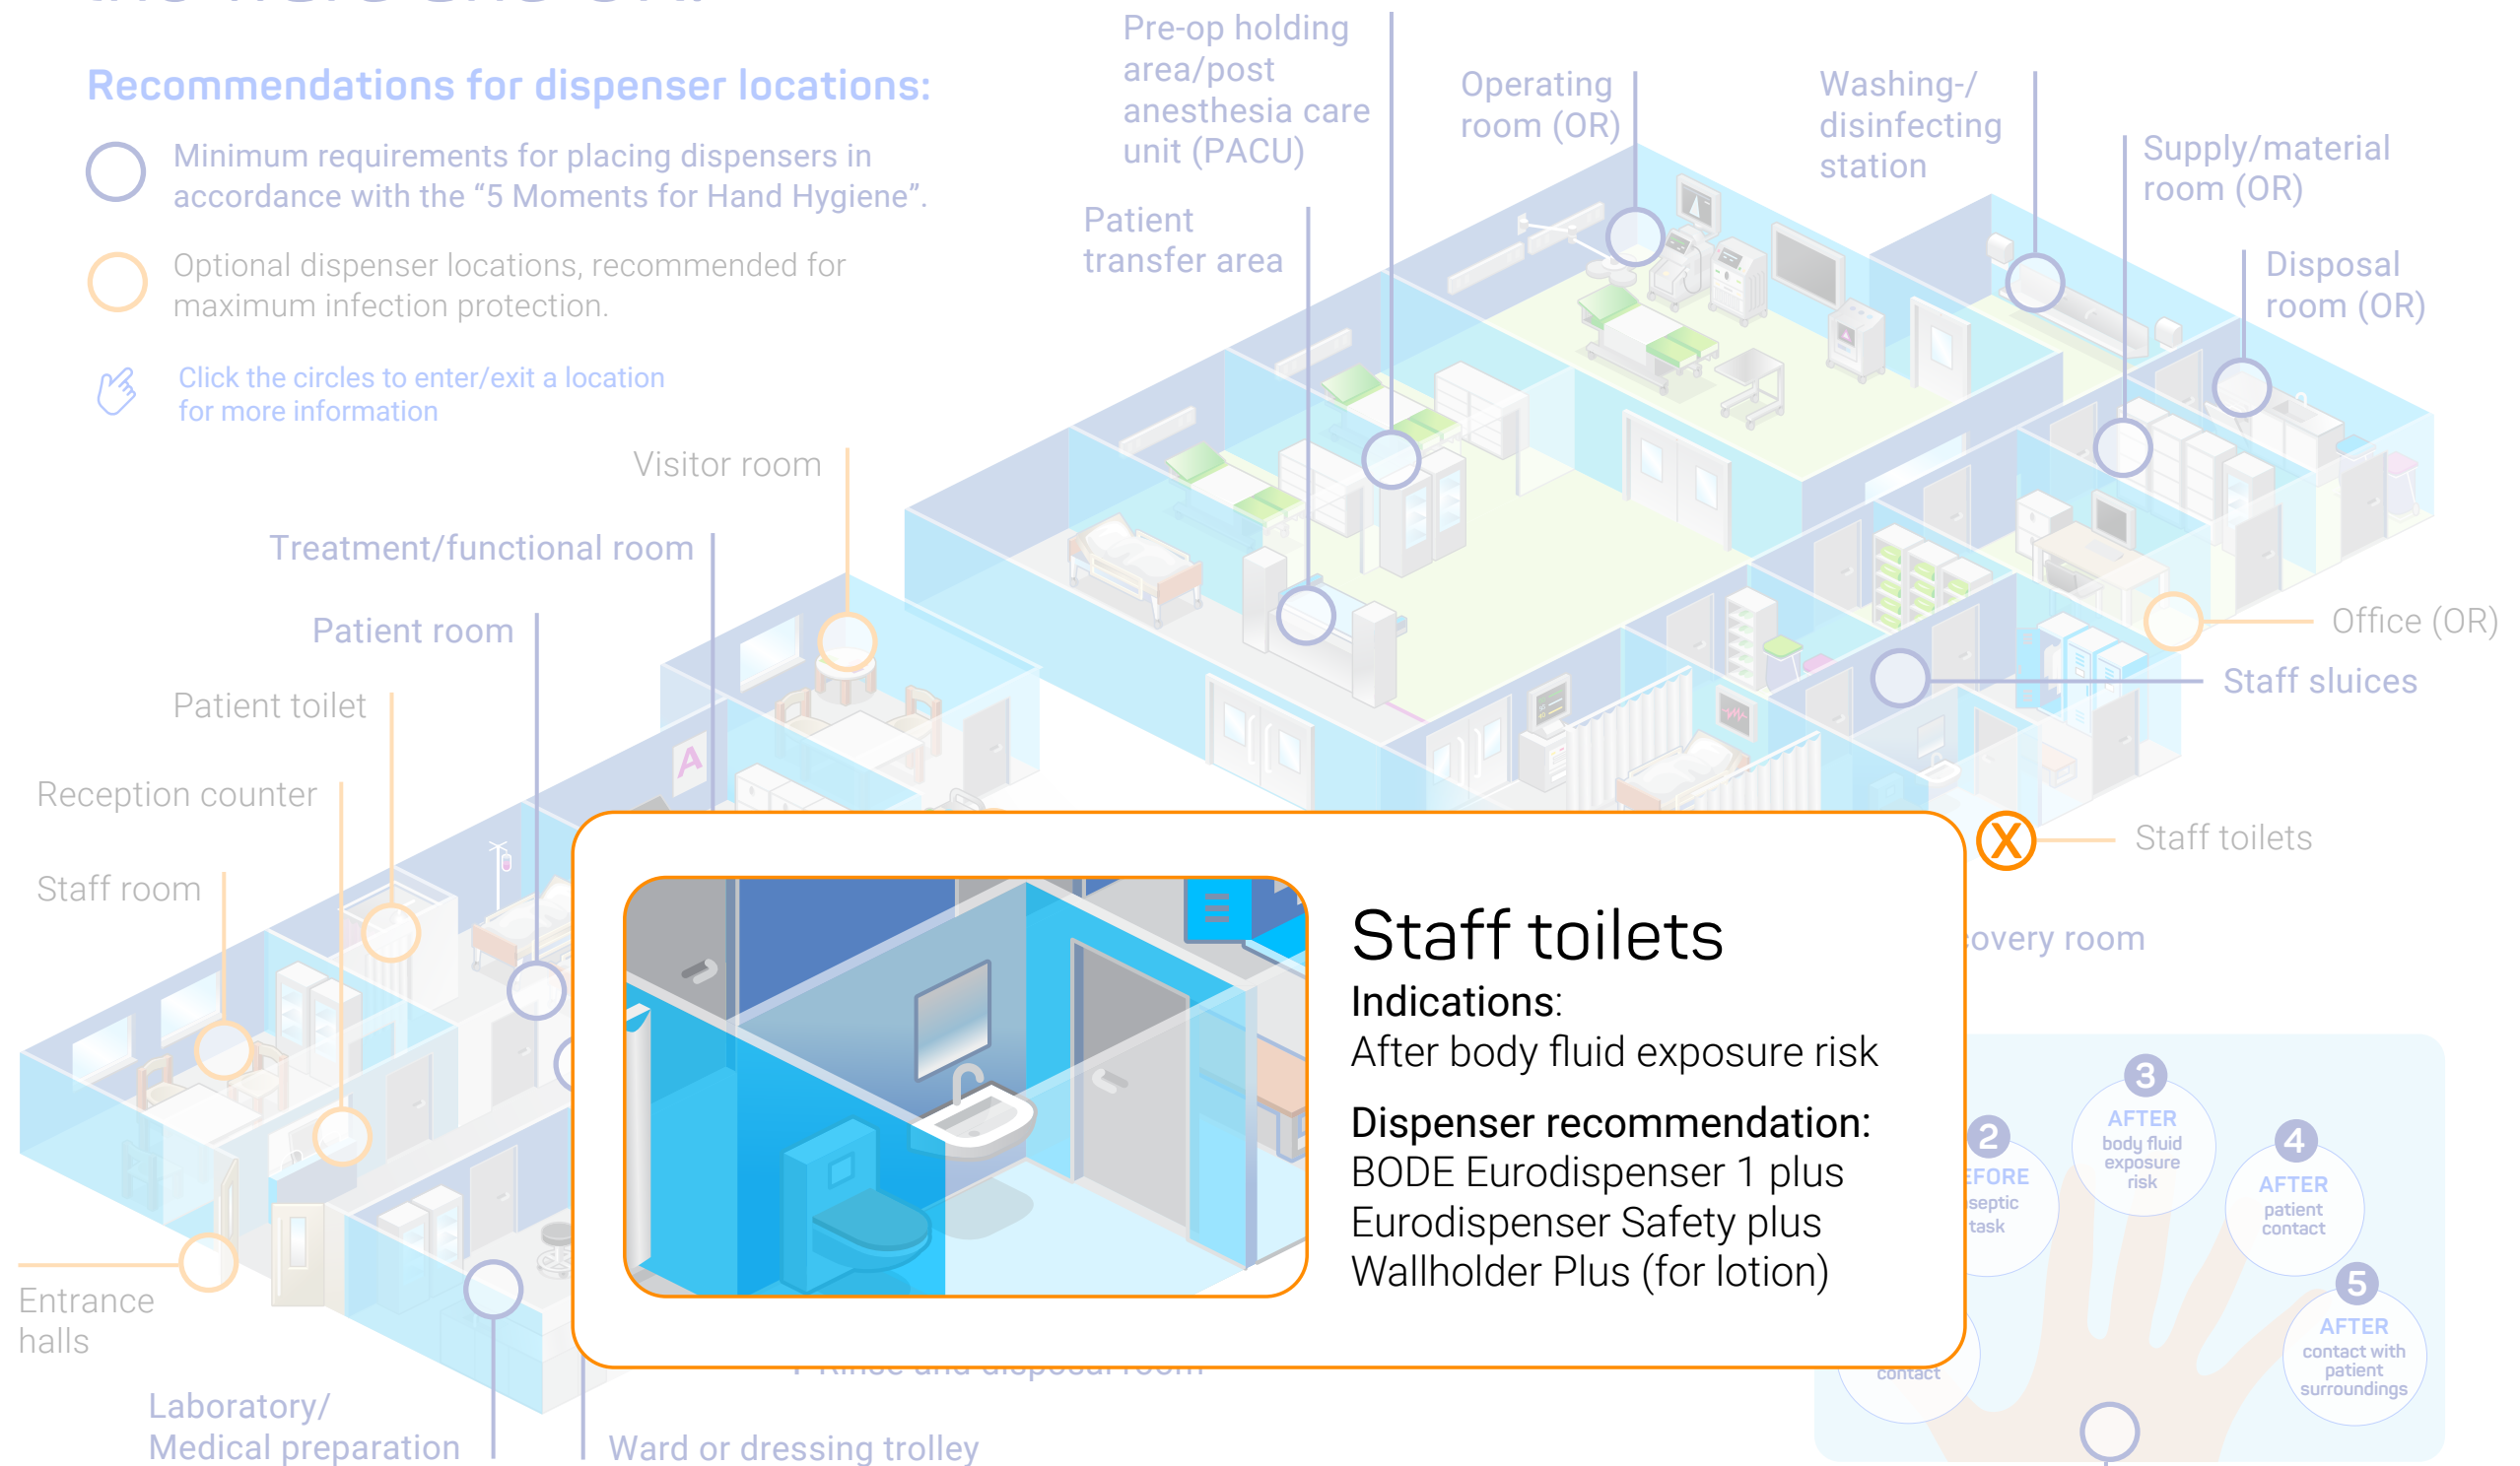 Recommendations for dispenser locations:
Minimum requirements for placing dispensers in
accordance with the “5 Moments for Hand Hygiene”.
Optional dispenser locations, recommended for
maximum infection protection.
Click the circles to enter/exit a location
for more information
Pre-op holding
area/post
anesthesia care
unit (PACU)
Operating
room (OR)
Washing-/
disinfecting
station
Supply/material
room (OR)
Disposal
room (OR)
Patient
transfer area
Visitor room
Treatment/functional room
Patient room
Patient toilet
Reception counter
Staff room
Office (OR)
Staff sluices
A
X
Staff toilets
Staff toilets
Indications:
After body fluid exposure risk
Dispenser recommendation:
BODE Eurodispenser 1 plus
Eurodispenser Safety plus
Wallholder Plus (for lotion)
room
3
AFTER
body fluid
exposure
risk
2
task
4
AFTER
patient
contact
5
AFTER
contact with
patient
surroundings
contact
Entrance
halls
Rinse and disposal room
Laboratory/
Medical preparation
Ward or dressing trolley